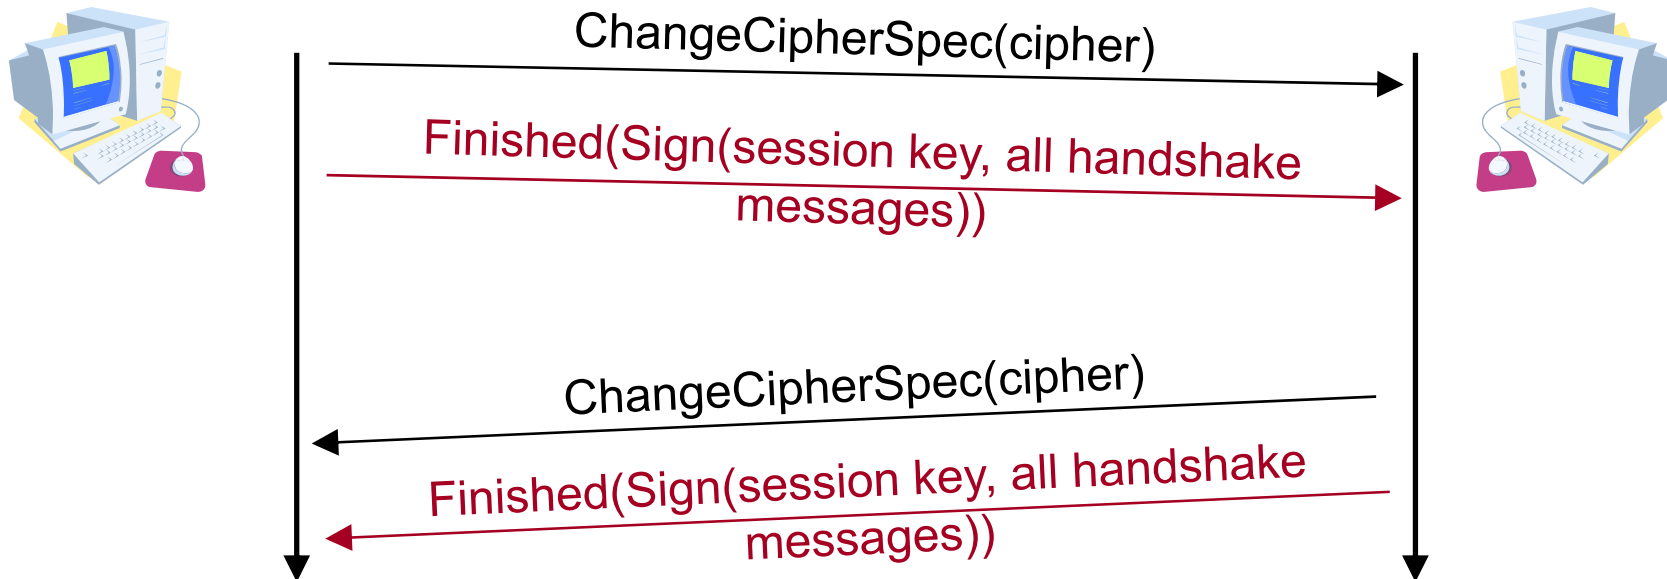 ChangeCipherSpec(cipher)
Finished(Sign(session key, all handshake
messages))
ChangeCipherSpec(cipher)
Finished(Sign(session key, all handshake
messages))